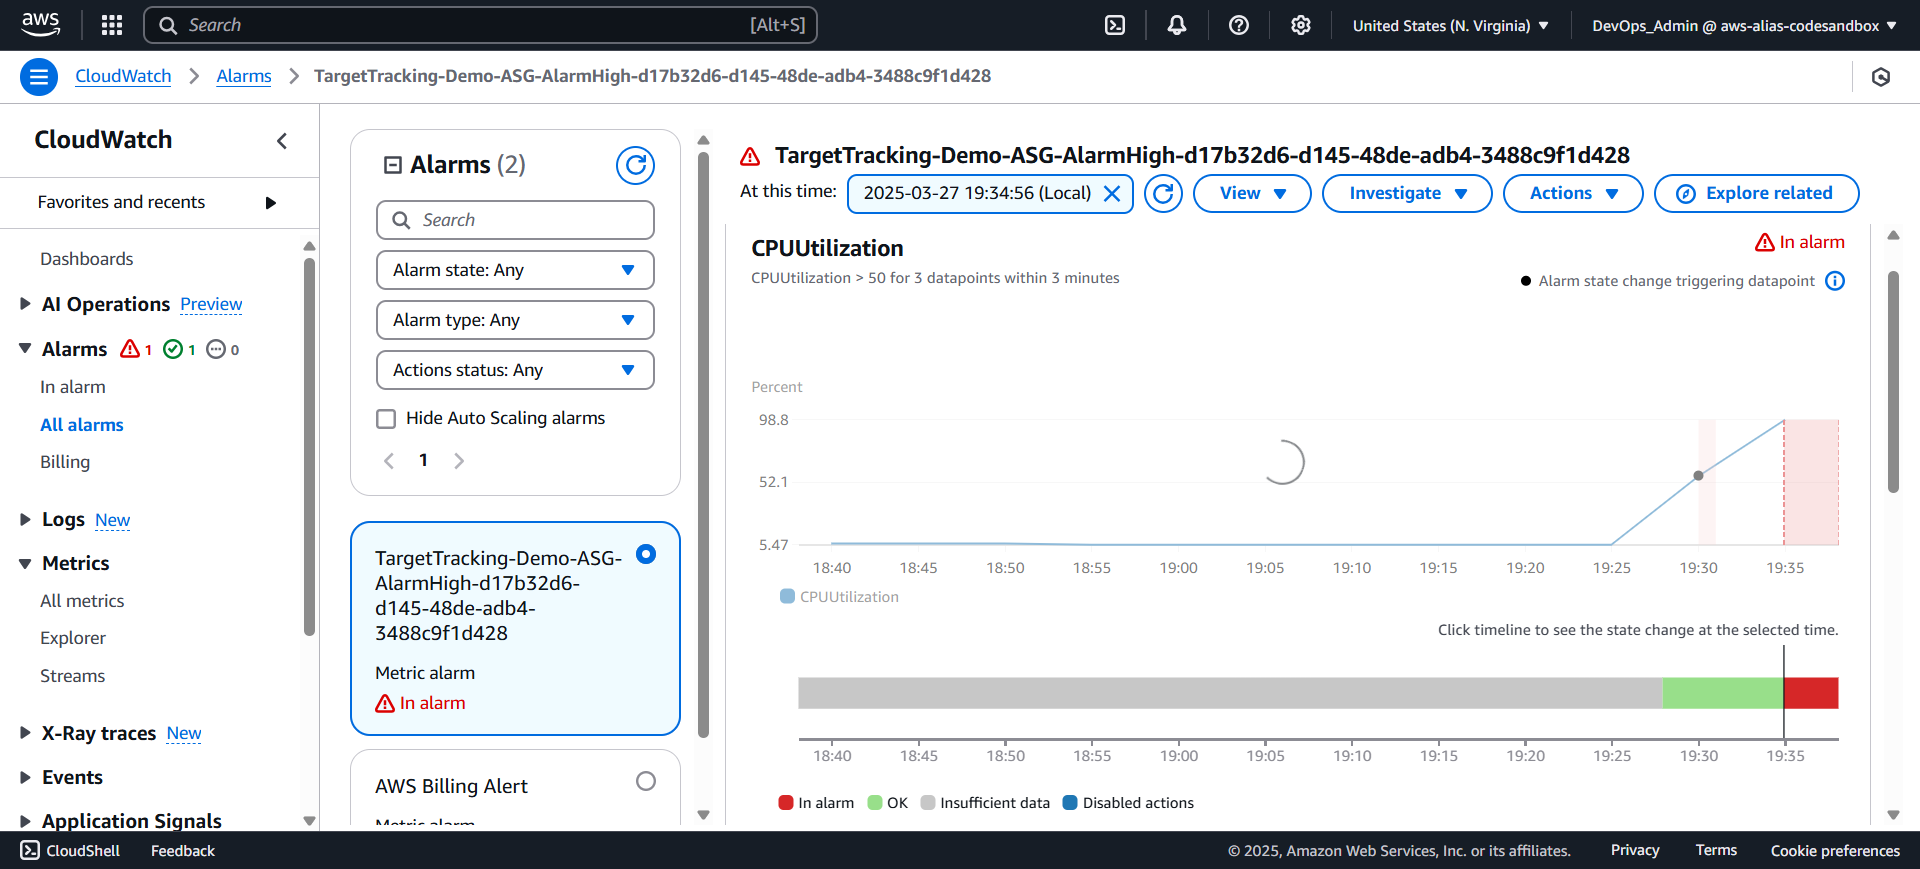 aws
Search
[Alt+S]
United States (N. Virginia)
DevOps_Admin @ aws-alias-codesandbox
CloudWatch
Alarms
TargetTracking-Demo-ASG-AlarmHigh-d17b32d6-d145-48de-adb4-3488c9f1d428
CloudWatch
Favorites and recents
Dashboards
AI Operations Preview
Alarms 1 1 0
In alarm
All alarms
Billing
Logs New
Metrics
All metrics
Explorer
Streams
X-Ray traces New
Events
Application Signals
Alarms (2)
Search
Alarm state: Any
Alarm type: Any
Actions status: Any
Hide Auto Scaling alarms
1
TargetTracking-Demo-ASG-
AlarmHigh-d17b32d6-
d145-48de-adb4-
3488c9f1d428
Metric alarm
In alarm
AWS Billing Alert
Metric alarm
TargetTracking-Demo-ASG-AlarmHigh-d17b32d6-d145-48de-adb4-3488c9f1d428
At this time:
2025-03-27 19:34:56 (Local)
View
Investigate
Actions
Explore related
CPUUtilization
In alarm
CPUUtilization > 50 for 3 datapoints within 3 minutes
Alarm state change triggering datapoint
Percent
98.8
52.1
5.47
18:40 18:45 18:50 18:55 19:00 19:05 19:10 19:15 19:20 19:25 19:30 19:35
CPUUtilization
Click timeline to see the state change at the selected time.
18:40 18:45 18:50 18:55 19:00 19:05 19:10 19:15 19:20 19:25 19:30 19:35
In alarm OK Insufficient data Disabled actions
CloudShell
Feedback
© 2025, Amazon Web Services, Inc. or its affiliates.
Privacy
Terms
Cookie preferences